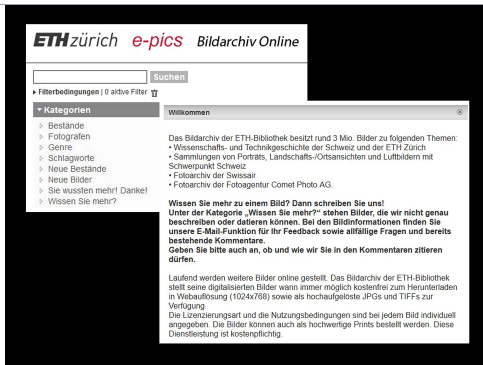 ETH zürich e-pics Bildarchiv Online
Suchen
Filterbedingungen | 0 aktive Filter
Kategorien
Bestände
Fotografen
Genre
Schlagworte
Neue Bestände
Neue Bilder
Sie wussten mehr! Danke!
Wissen Sie mehr?
Willkommen
Das Bildarchiv der ETH-Bibliothek besitzt rund 3 Mio. Bilder zu folgenden Themen:
• Wissenschafts- und Technikgeschichte der Schweiz und der ETH Zürich
• Sammlungen von Porträts, Landschafts-/Ortsansichten und Luftbildern mit
Schwerpunkt Schweiz
• Fotoarchiv der Swissair
• Fotoarchiv der Fotoagentur Comet Photo AG.
Wissen Sie mehr zu einem Bild? Dann schreiben Sie uns!
Unter der Kategorie „Wissen Sie mehr?" stehen Bilder, die wir nicht genau
beschreiben oder datieren können. Bei den Bildinformationen finden Sie
unsere E-Mail-Funktion für Ihr Feedback sowie allfällige Fragen und bereits
bestehende Kommentare.
Geben Sie bitte auch an, ob und wie wir Sie in den Kommentaren zitieren
dürfen.
Laufend werden weitere Bilder online gestellt. Das Bildarchiv der ETH-Bibliothek
stellt seine digitalisierten Bilder wann immer möglich kostenfrei zum Herunterladen
in Webauflösung (1024x768) sowie als hochaufgelöste JPGs und TIFFs zur
Verfügung.
Die Lizenzierungsart und die Nutzungsbedingungen sind bei jedem Bild individuell
angegeben. Die Bilder können auch als hochwertige Prints bestellt werden. Diese
Dienstleistung ist kostenpflichtig.